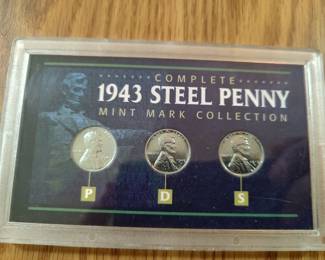 COMPLETE
1943 STEEL PENNY
MINT MARK COLLECTION
P D S